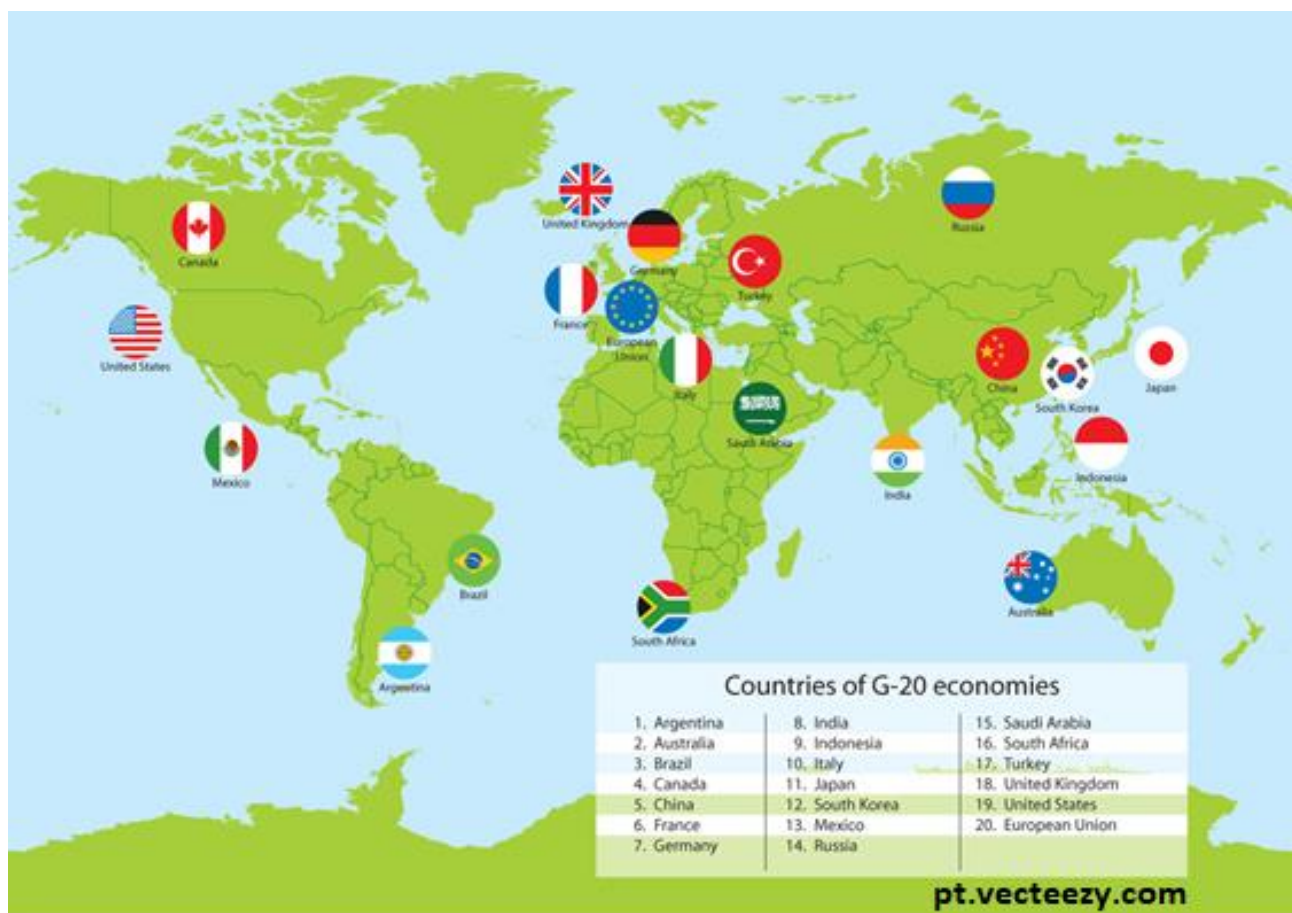 United Kingdom
Russia
Canada
Germany
Turkey
France
European
Union
United States
Italy
China
South Korea
Japan
Saudi Arabia
Mexico
India
Indonesia
Brazil
Australia
South Africa
Argentina
Countries of G-20 economies
1. Argentina
2. Australia
3. Brazil
4. Canada
5. China
6. France
7. Germany
8. India
9. Indonesia
10. Italy
11. Japan
12. South Korea
13. Mexico
14. Russia
15. Saudi Arabia
16. South Africa
17. Turkey
18. United Kingdom
19. United States
20. European Union
pt.vecteezy.com